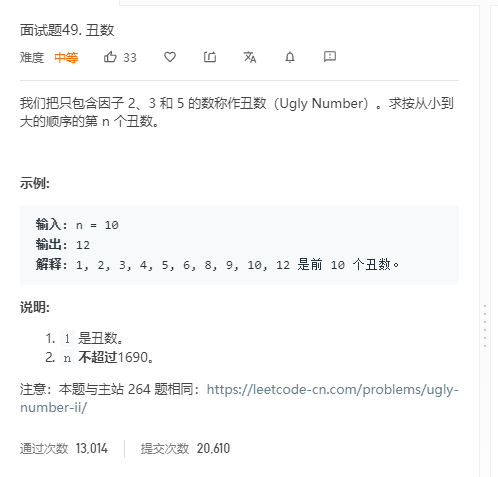 面试题49. 丑数
难度 中等 33
我们把只包含因子 2、3 和 5 的数称作丑数（Ugly Number）。求按从小到
大的顺序的第 n 个丑数。
示例:
输入: n = 10
输出: 12
解释: 1, 2, 3, 4, 5, 6, 8, 9, 10, 12 是前 10 个丑数。
说明:
1. 1 是丑数。
2. n 不超过1690。
注意：本题与主站 264 题相同：https://leetcode-cn.com/problems/ugly-
number-ii/
通过次数 13,014 提交次数 20,610